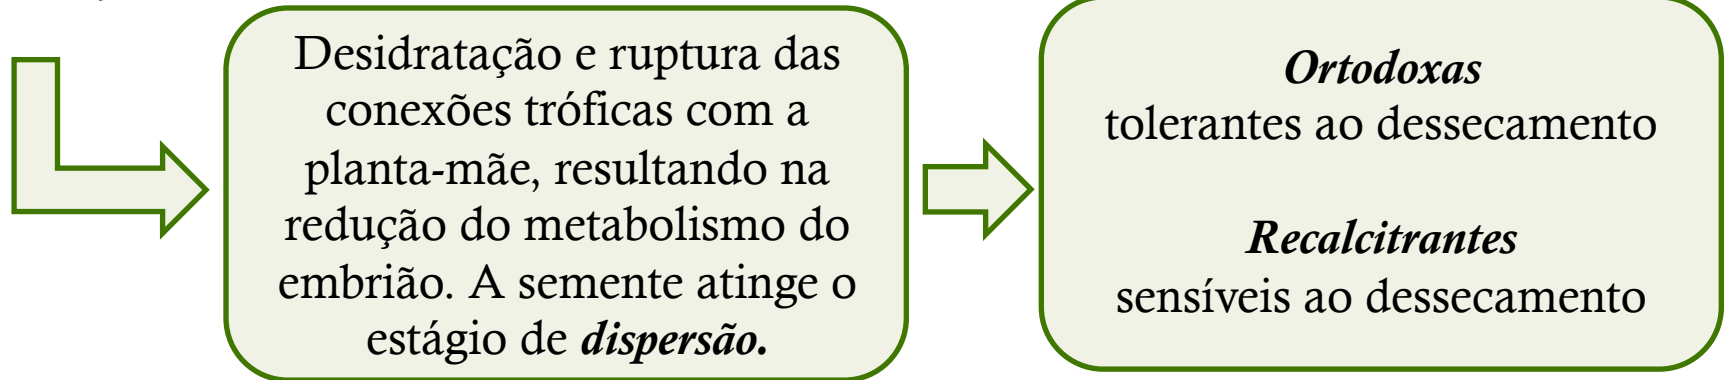 Desidratação e ruptura das
conexões tróficas com a
planta-mãe, resultando na
redução do metabolismo do
embrião. A semente atinge o
estágio de dispersão.
Ortodoxas
tolerantes ao dessecamento
Recalcitrantes
sensíveis ao dessecamento